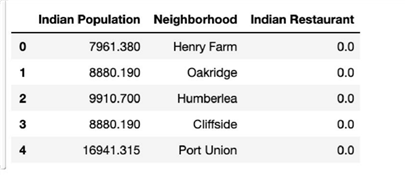 Indian Population Neighborhood Indian Restaurant
0 7961.380 Henry Farm 0.0
1 8880.190 Oakridge 0.0
2 9910.700 Humberlea 0.0
3 8880.190 Cliffside 0.0
4 16941.315 Port Union 0.0